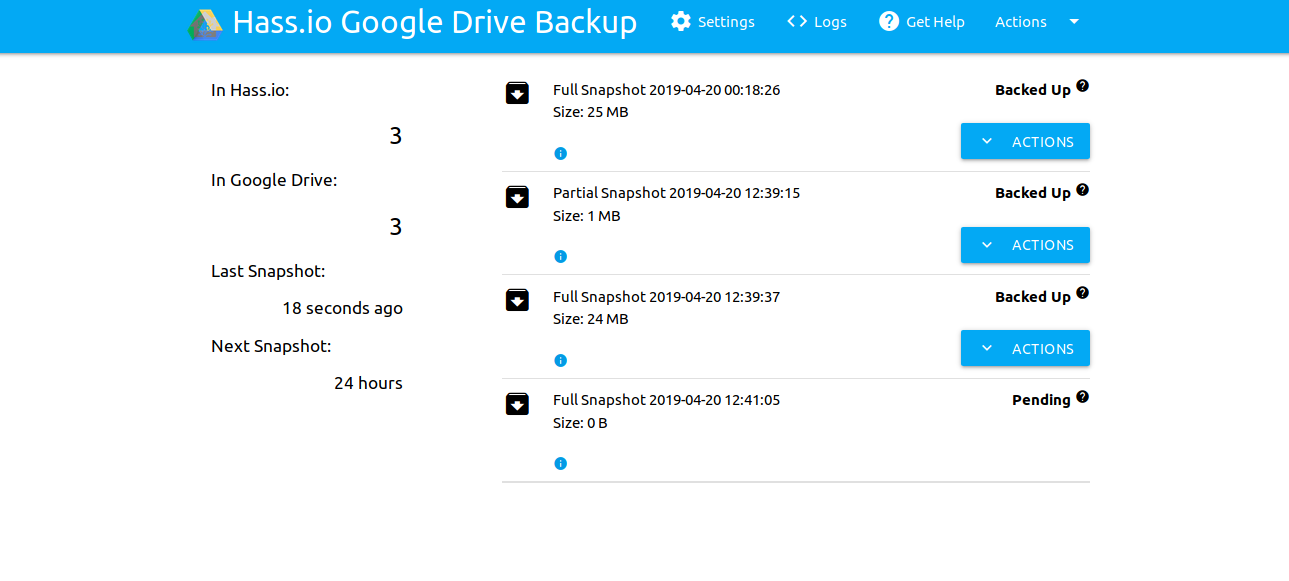 Hass.io Google Drive Backup Settings Logs Get Help Actions
In Hass.io:
3
In Google Drive:
3
Last Snapshot:
18 seconds ago
Next Snapshot:
24 hours
Full Snapshot 2019-04-20 00:18:26 Backed Up
Size: 25 MB
ACTIONS
Partial Snapshot 2019-04-20 12:39:15 Backed Up
Size: 1 MB
ACTIONS
Full Snapshot 2019-04-20 12:39:37 Backed Up
Size: 24 MB
ACTIONS
Full Snapshot 2019-04-20 12:41:05 Pending
Size: 0 B